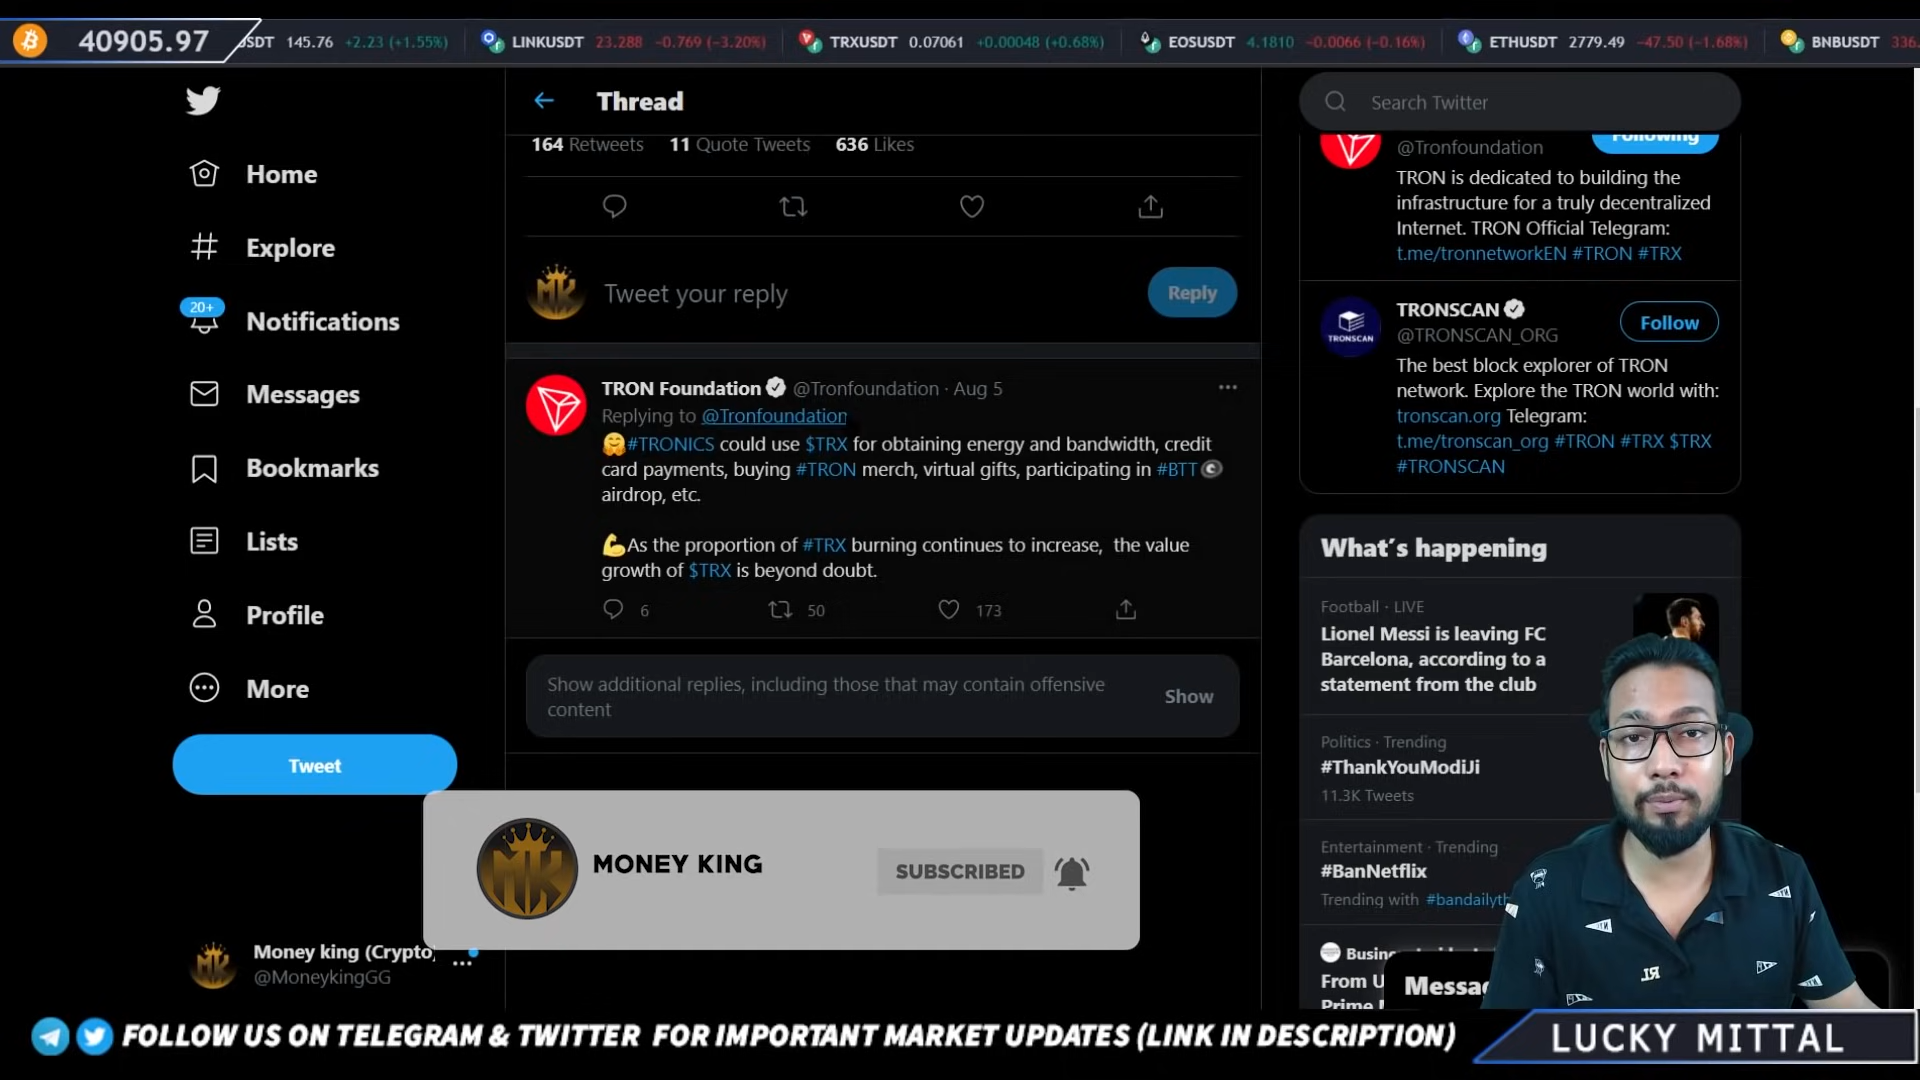 40905.97
USDT 145.76 +2.23 (+1.55%)
LINKUSDT 23.288 -0.769 (-3.20%)
TRXUSDT 0.07061 +0.00048 (+0.68%)
EOSUSDT 4.1810 -0.0066 (-0.16%)
ETHUSDT 2779.49 -47.50 (-1.68%)
BNBUSDT 336.
Home
Explore
20+
Notifications
Messages
Bookmarks
Lists
Profile
More
Tweet
Money king (Crypto)
@MoneykingGG
Thread
164 Retweets 11 Quote Tweets 636 Likes
Tweet your reply
Reply
TRON Foundation @Tronfoundation · Aug 5
Replying to @Tronfoundation
🤗#TRONICS could use $TRX for obtaining energy and bandwidth, credit
card payments, buying #TRON merch, virtual gifts, participating in #BTT
airdrop, etc.
💪As the proportion of #TRX burning continues to increase, the value
growth of $TRX is beyond doubt.
6 50 173
Show additional replies, including those that may contain offensive
content
Show
MK
MONEY KING
SUBSCRIBED
Search Twitter
Following
@Tronfoundation
TRON is dedicated to building the
infrastructure for a truly decentralized
Internet. TRON Official Telegram:
t.me/tronnetworkEN #TRON #TRX
TRONSCAN
TRONSCAN
@TRONSCAN_ORG
Follow
The best block explorer of TRON
network. Explore the TRON world with:
tronscan.org Telegram:
t.me/tronscan_org #TRON #TRX $TRX
#TRONSCAN
What's happening
Football · LIVE
Lionel Messi is leaving FC
Barcelona, according to a
statement from the club
Politics · Trending
#ThankYouModiJi
11.3K Tweets
Entertainment · Trending
#BanNetflix
Trending with #bandailyth
From U
Prime
FOLLOW US ON TELEGRAM & TWITTER FOR IMPORTANT MARKET UPDATES (LINK IN DESCRIPTION)
LUCKY MITTAL